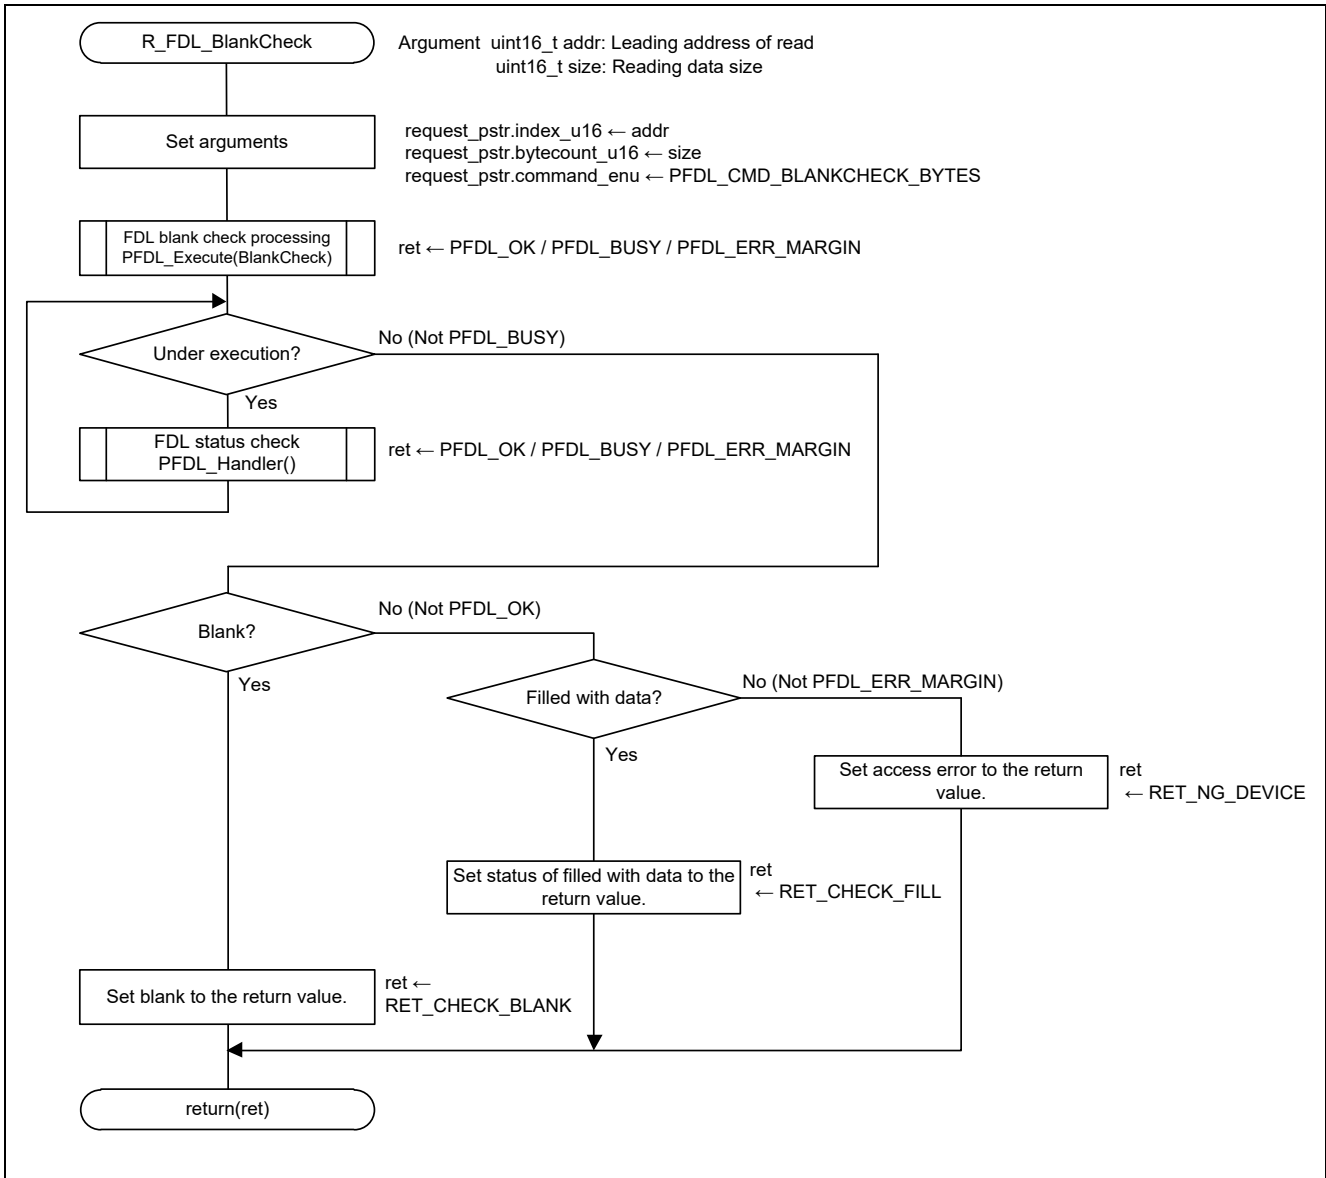 R_FDL_BlankCheck
Argument uint16_t addr: Leading address of read
uint16_t size: Reading data size
Set arguments
request_pstr.index_u16 ← addr
request_pstr.bytecount_u16 ← size
request_pstr.command_enu ← PFDL_CMD_BLANKCHECK_BYTES
FDL blank check processing
PFDL_Execute(BlankCheck)
ret ← PFDL_OK / PFDL_BUSY / PFDL_ERR_MARGIN
Under execution?
No (Not PFDL_BUSY)
Yes
FDL status check
PFDL_Handler()
ret ← PFDL_OK / PFDL_BUSY / PFDL_ERR_MARGIN
Blank?
No (Not PFDL_OK)
Yes
Filled with data?
No (Not PFDL_ERR_MARGIN)
Yes
Set access error to the return
value.
ret
← RET_NG_DEVICE
Set status of filled with data to the
return value.
ret
← RET_CHECK_FILL
Set blank to the return value.
ret ←
RET_CHECK_BLANK
return(ret)